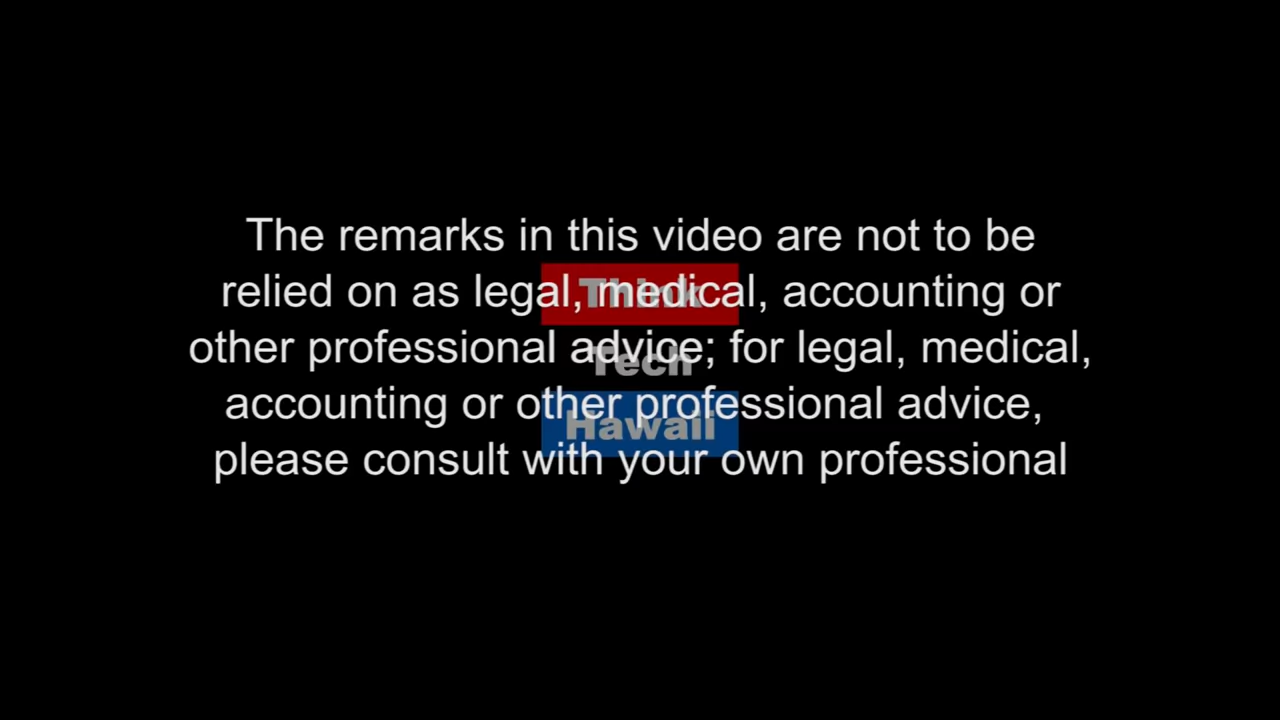 The remarks in this video are not to be
relied on as legal, medical, accounting or
other professional advice; for legal, medical,
accounting or other professional advice,
please consult with your own professional
Think
Tech
Hawaii